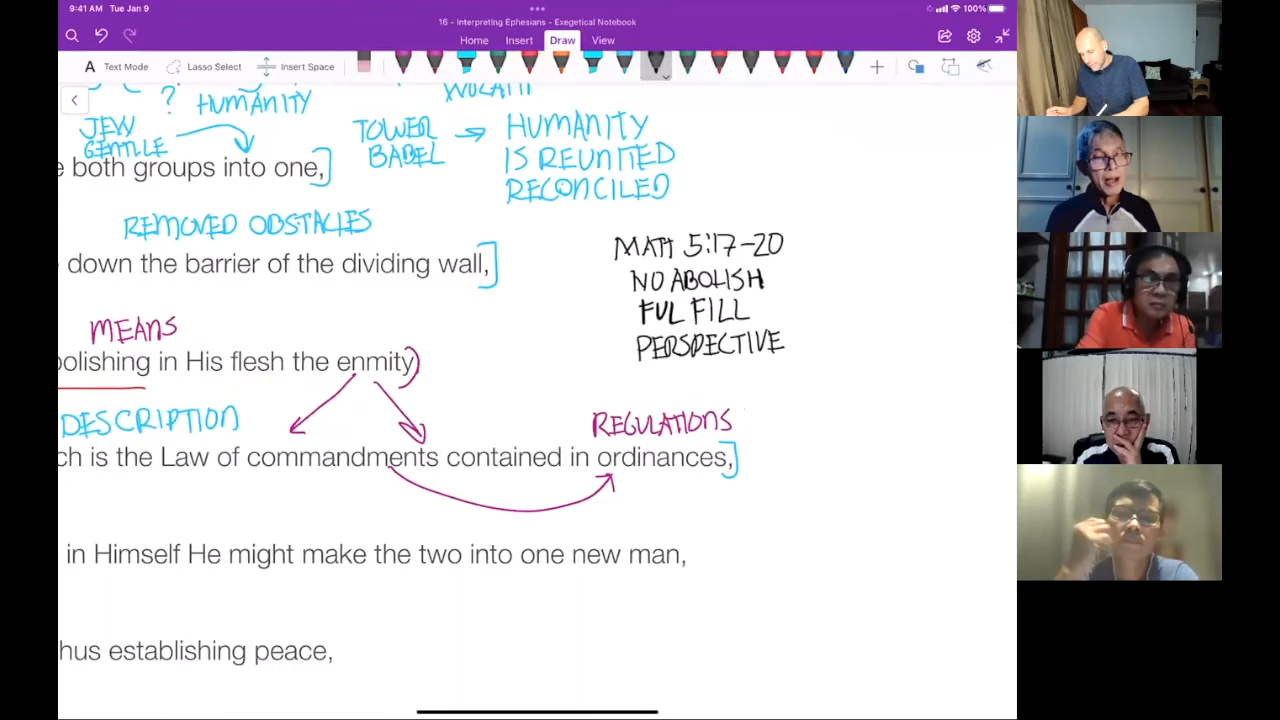 9:41 AM Tue Jan 9
100%
16 - Interpreting Ephesians - Exegetical Notebook
Home Insert Draw View
A Text Mode Lasso Select Insert Space
? HUMANITY
JEW
GENTILE
TOWER
BABEL
HUMANITY
IS REUNITED
RECONCILED
both groups into one,]
REMOVED OBSTACLES
down the barrier of the dividing wall,]
MATT 5:17-20
NO ABOLISH
FULFILL
PERSPECTIVE
MEANS
polishing in His flesh the enmity)
DESCRIPTION
REGULATIONS
ch is the Law of commandments contained in ordinances,]
in Himself He might make the two into one new man,
hus establishing peace,